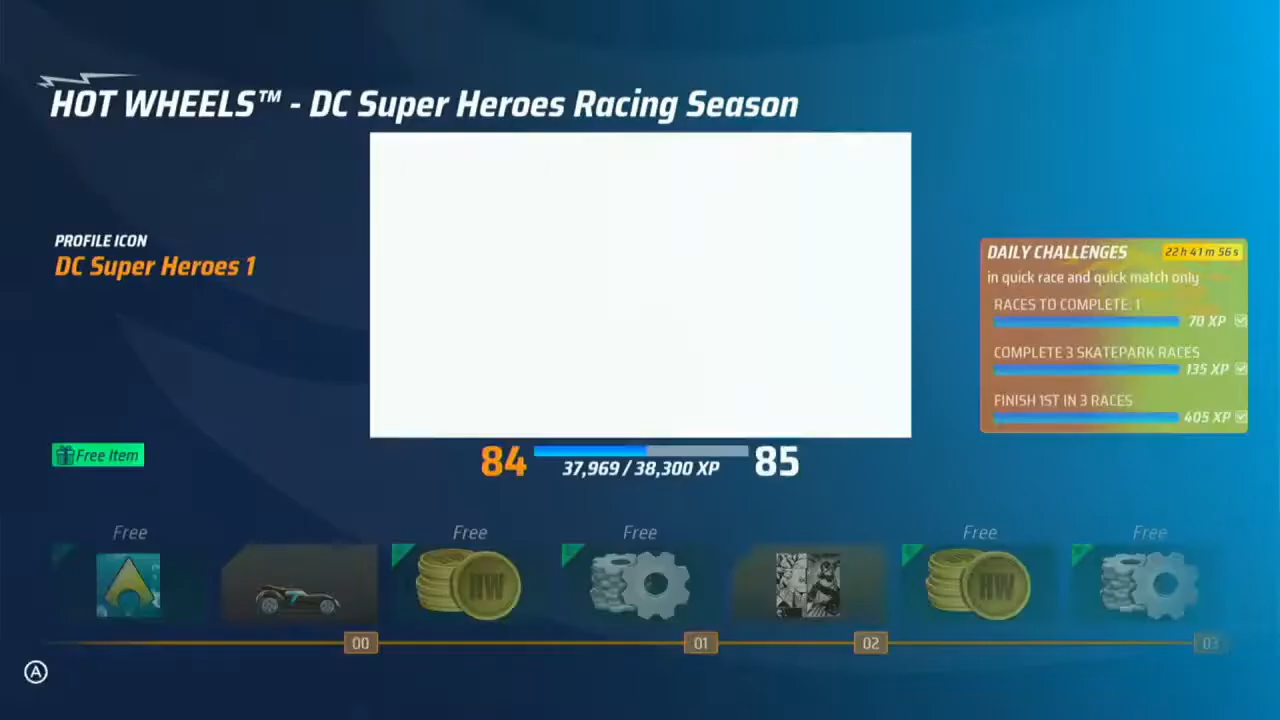 HOT WHEELS™ - DC Super Heroes Racing Season
PROFILE ICON
DC Super Heroes 1
DAILY CHALLENGES 22 h 41 m 56 s
in quick race and quick match only
RACES TO COMPLETE: 1
70 XP
COMPLETE 3 SKATEPARK RACES
135 XP
FINISH 1ST IN 3 RACES
405 XP
Free Item
84 37,969 / 38,300 XP 85
Free Free Free Free Free
HW HW
00 01 02 03
A